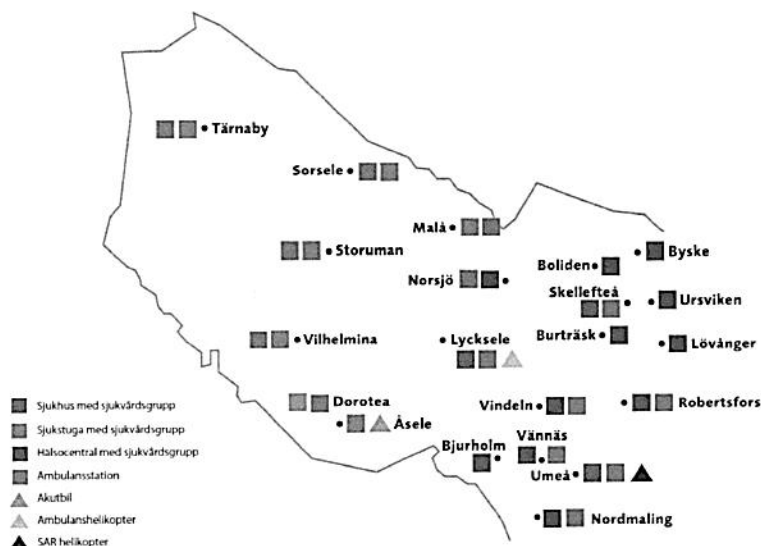 Tärnaby
Sorsele
Malå
Storuman
Byske
Boliden
Norsjö
Skellefteå
Ursviken
Burträsk
Lövånger
Vilhelmina
Lycksele
Dorotea
Åsele
Vindeln
Robertsfors
Vännäs
Bjurholm
Umeå
Nordmaling
Sjukhus med sjukvårdsgrupp
Sjukstuga med sjukvårdsgrupp
Hälsocentral med sjukvårdsgrupp
Ambulansstation
Akutbil
Ambulanshelikopter
SAR helikopter